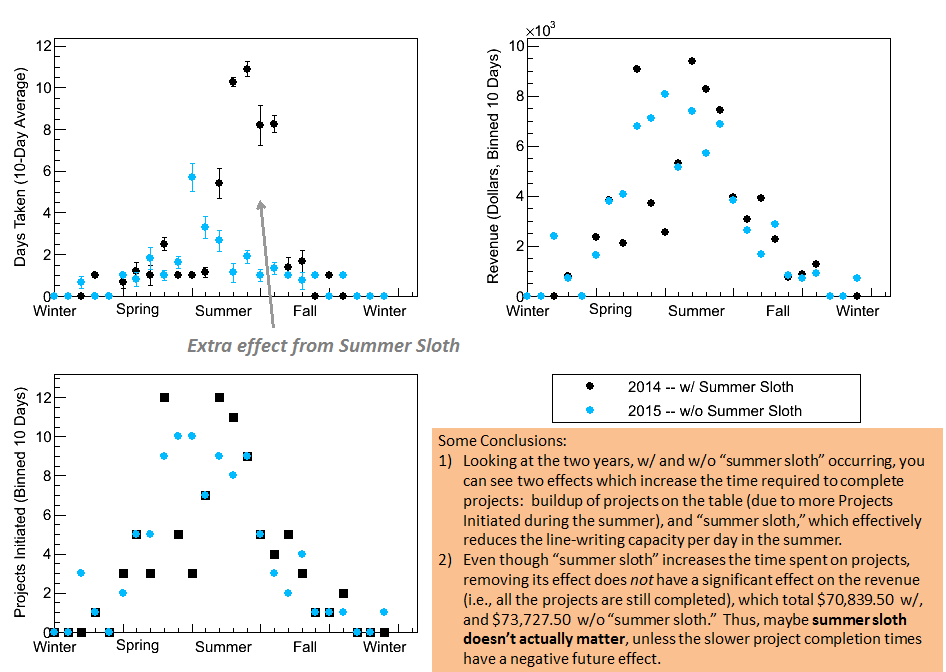 Days Taken (10-Day Average)
12
10
8
6
4
2
0
Winter Spring Summer Fall Winter
Extra effect from Summer Sloth
×10³
Revenue (Dollars, Binned 10 Days)
10
8
6
4
2
0
Winter Spring Summer Fall Winter
Projects Initiated (Binned 10 Days)
12
10
8
6
4
2
0
Winter Spring Summer Fall Winter
2014 -- w/ Summer Sloth
2015 -- w/o Summer Sloth
Some Conclusions:
1) Looking at the two years, w/ and w/o “summer sloth” occurring, you
can see two effects which increase the time required to complete
projects: buildup of projects on the table (due to more Projects
Initiated during the summer), and “summer sloth,” which effectively
reduces the line-writing capacity per day in the summer.
2) Even though “summer sloth” increases the time spent on projects,
removing its effect does not have a significant effect on the revenue
(i.e., all the projects are still completed), which total $70,839.50 w/,
and $73,727.50 w/o “summer sloth.” Thus, maybe summer sloth
doesn’t actually matter, unless the slower project completion times
have a negative future effect.